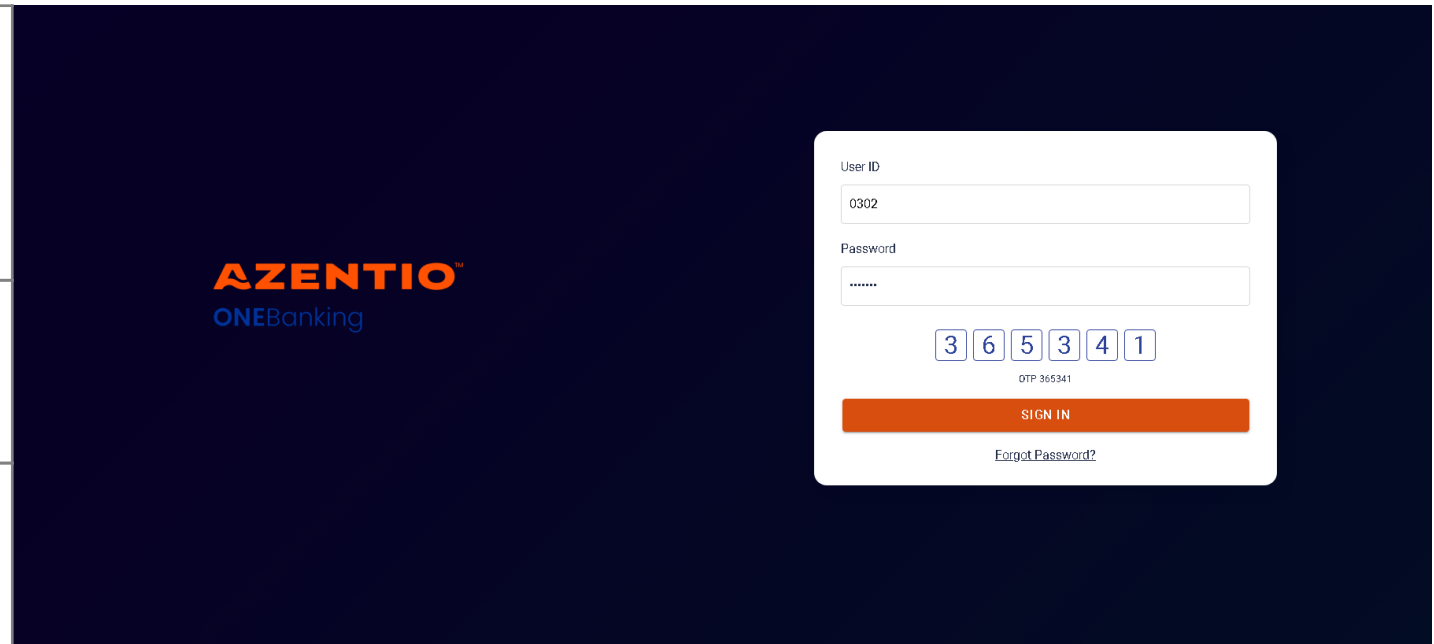 AZENTIO™
ONEBanking
User ID
0302
Password
•••••••
3 6 5 3 4 1
OTP 365341
SIGN IN
Forgot Password?